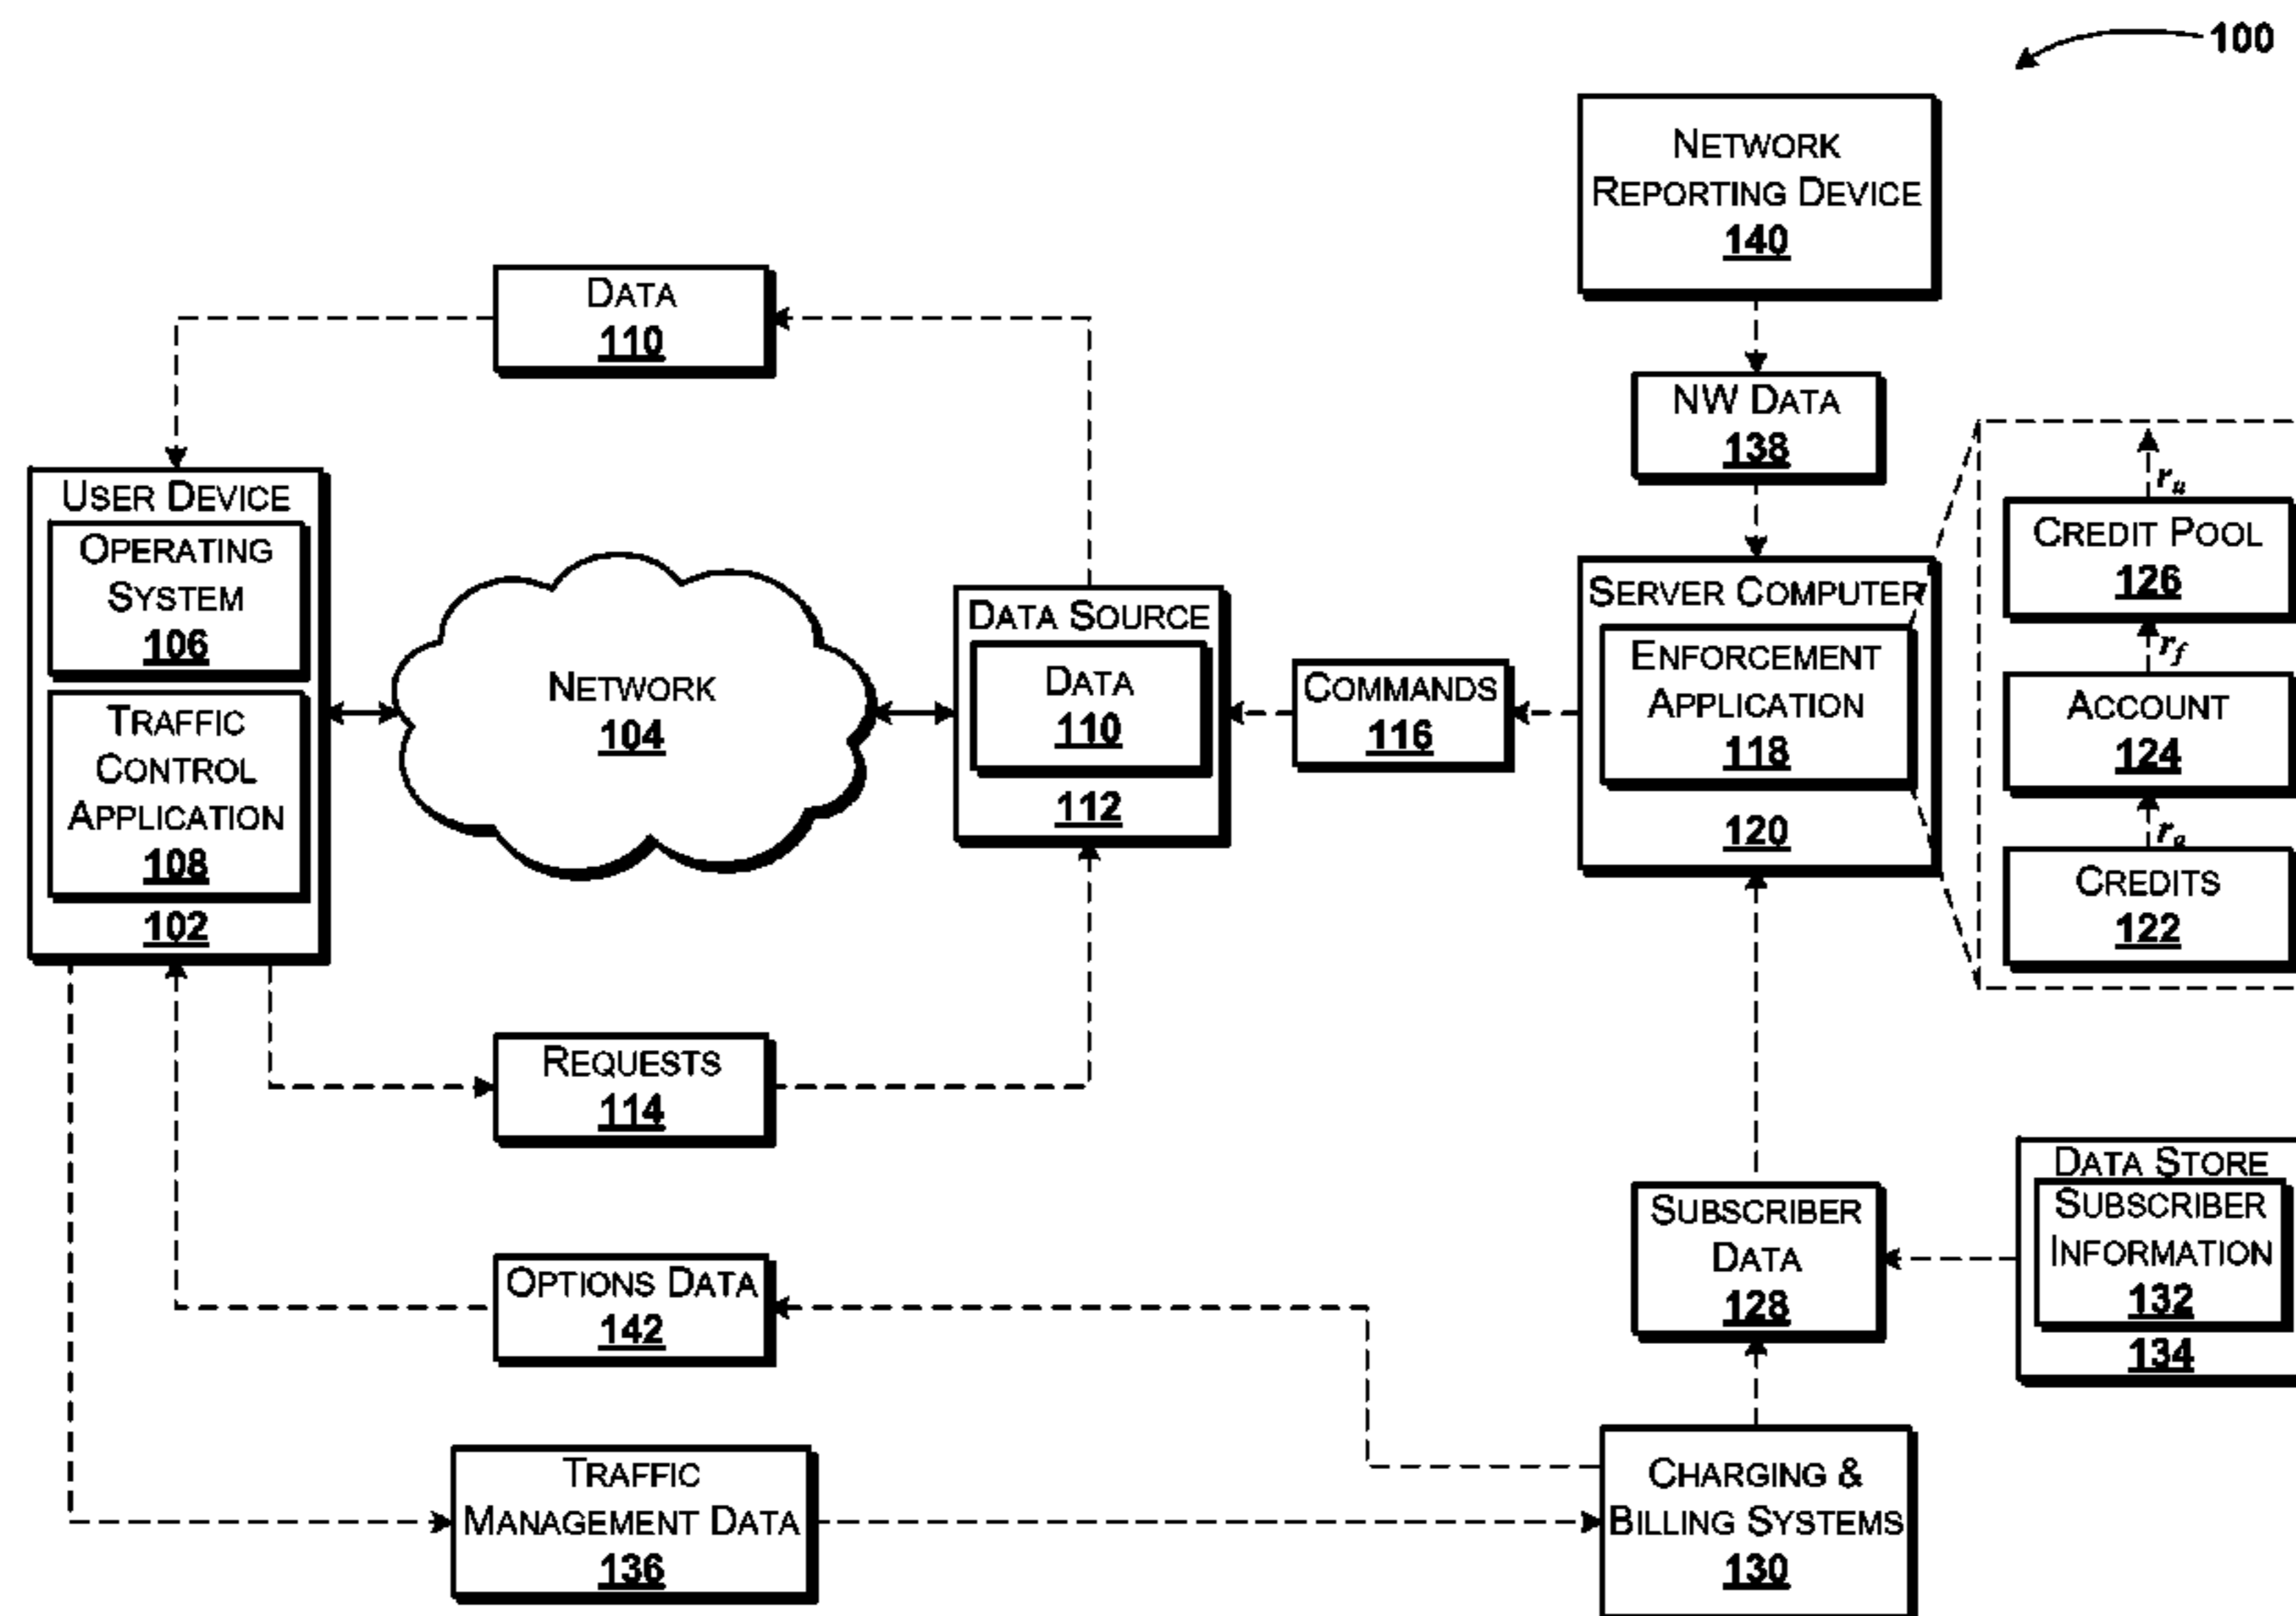 100
NETWORK
REPORTING DEVICE
140
DATA
110
NW DATA
138
USER DEVICE
OPERATING
SYSTEM
106
TRAFFIC
CONTROL
APPLICATION
108
102
NETWORK
104
DATA SOURCE
DATA
110
112
COMMANDS
116
SERVER COMPUTER
ENFORCEMENT
APPLICATION
118
120
r_u
CREDIT POOL
126
r_f
ACCOUNT
124
r_a
CREDITS
122
REQUESTS
114
OPTIONS DATA
142
SUBSCRIBER
DATA
128
DATA STORE
SUBSCRIBER
INFORMATION
132
134
TRAFFIC
MANAGEMENT DATA
136
CHARGING &
BILLING SYSTEMS
130